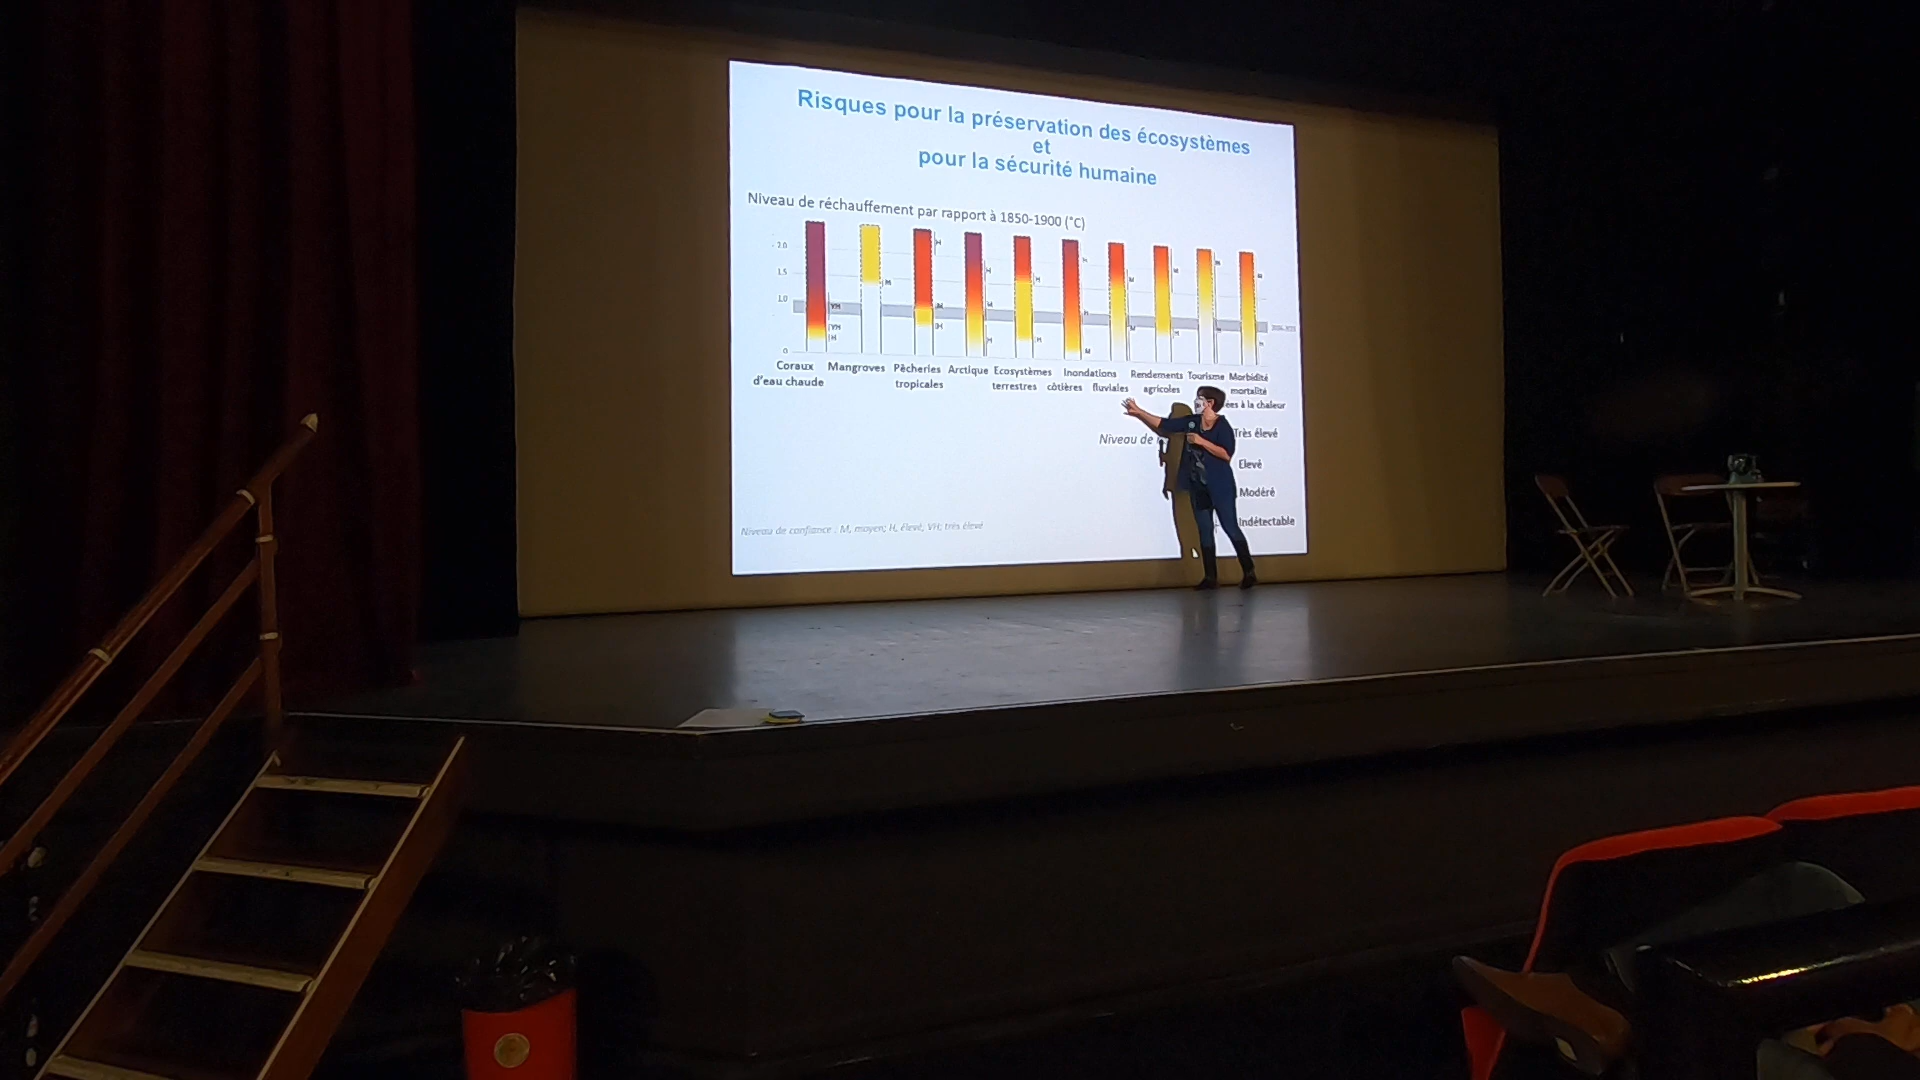 Risques pour la préservation des écosystèmes
et
pour la sécurité humaine
Niveau de réchauffement par rapport à 1850-1900 (°C)
2.0
1.5
1.0
0
VH
VH
H
M
H
M
H
H
M
H
H
H
H
H
M
M
M
M
M
M
H
M
H
Coraux d'eau chaude
Mangroves
Pêcheries tropicales
Arctique
Ecosystèmes terrestres
Inondations
côtières fluviales
Rendements agricoles
Tourisme
Morbidité
mortalité
ées à la chaleur
Niveau de
Très élevé
Elevé
Modéré
Indétectable
Niveau de confiance : M, moyen; H, élevé; VH; très élevé